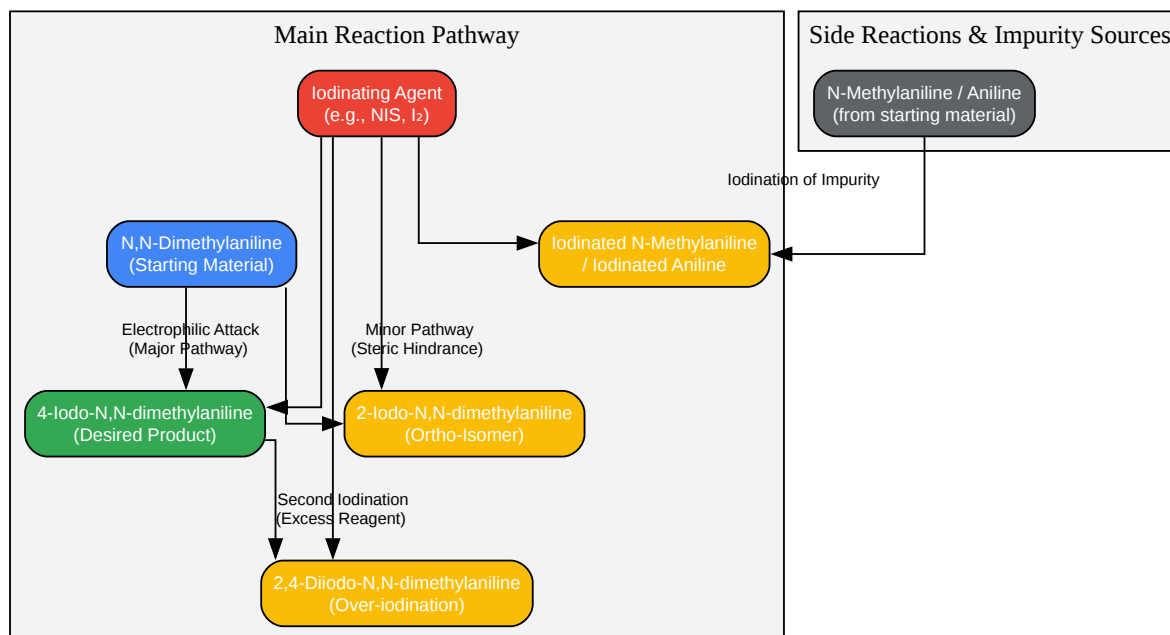 Main Reaction Pathway
Side Reactions & Impurity Sources
Iodinating Agent
(e.g., NIS, I₂)
N-Methylaniline / Aniline
(from starting material)
Iodination of Impurity
N,N-Dimethylaniline
(Starting Material)
Iodinated N-Methylaniline
/ Iodinated Aniline
Electrophilic Attack
(Major Pathway)
Minor Pathway
(Steric Hindrance)
4-Iodo-N,N-dimethylaniline
(Desired Product)
2-Iodo-N,N-dimethylaniline
(Ortho-Isomer)
Second Iodination
(Excess Reagent)
2,4-Diiodo-N,N-dimethylaniline
(Over-iodination)